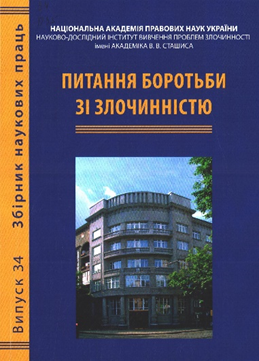 НАЦІОНАЛЬНА АКАДЕМІЯ ПРАВОВИХ НАУК УКРАЇНИ
НАУКОВО-ДОСЛІДНИЙ ІНСТИТУТ ВИВЧЕННЯ ПРОБЛЕМ ЗЛОЧИННОСТІ
імені АКАДЕМІКА В. В. СТАШИСА
ПИТАННЯ БОРОТЬБИ
ЗІ ЗЛОЧИННІСТЮ
Випуск 34 Збірник наукових праць